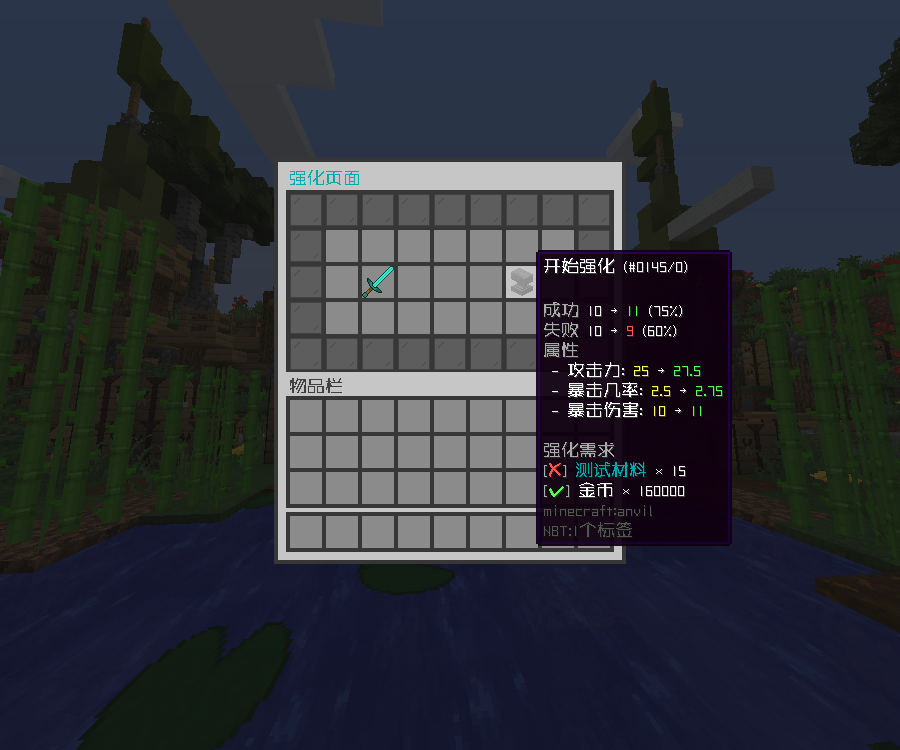 强化页面
开始强化 (#0145/0)
成功 10 → 11 (75%)
失败 10 → 9 (60%)
属性
- 攻击力: 25 → 27.5
- 暴击几率: 2.5 → 2.75
- 暴击伤害: 10 → 11
强化需求
[✗] 测试材料 × 15
[✓] 金币 × 160000
minecraft:anvil
NBT:1个标签
物品栏